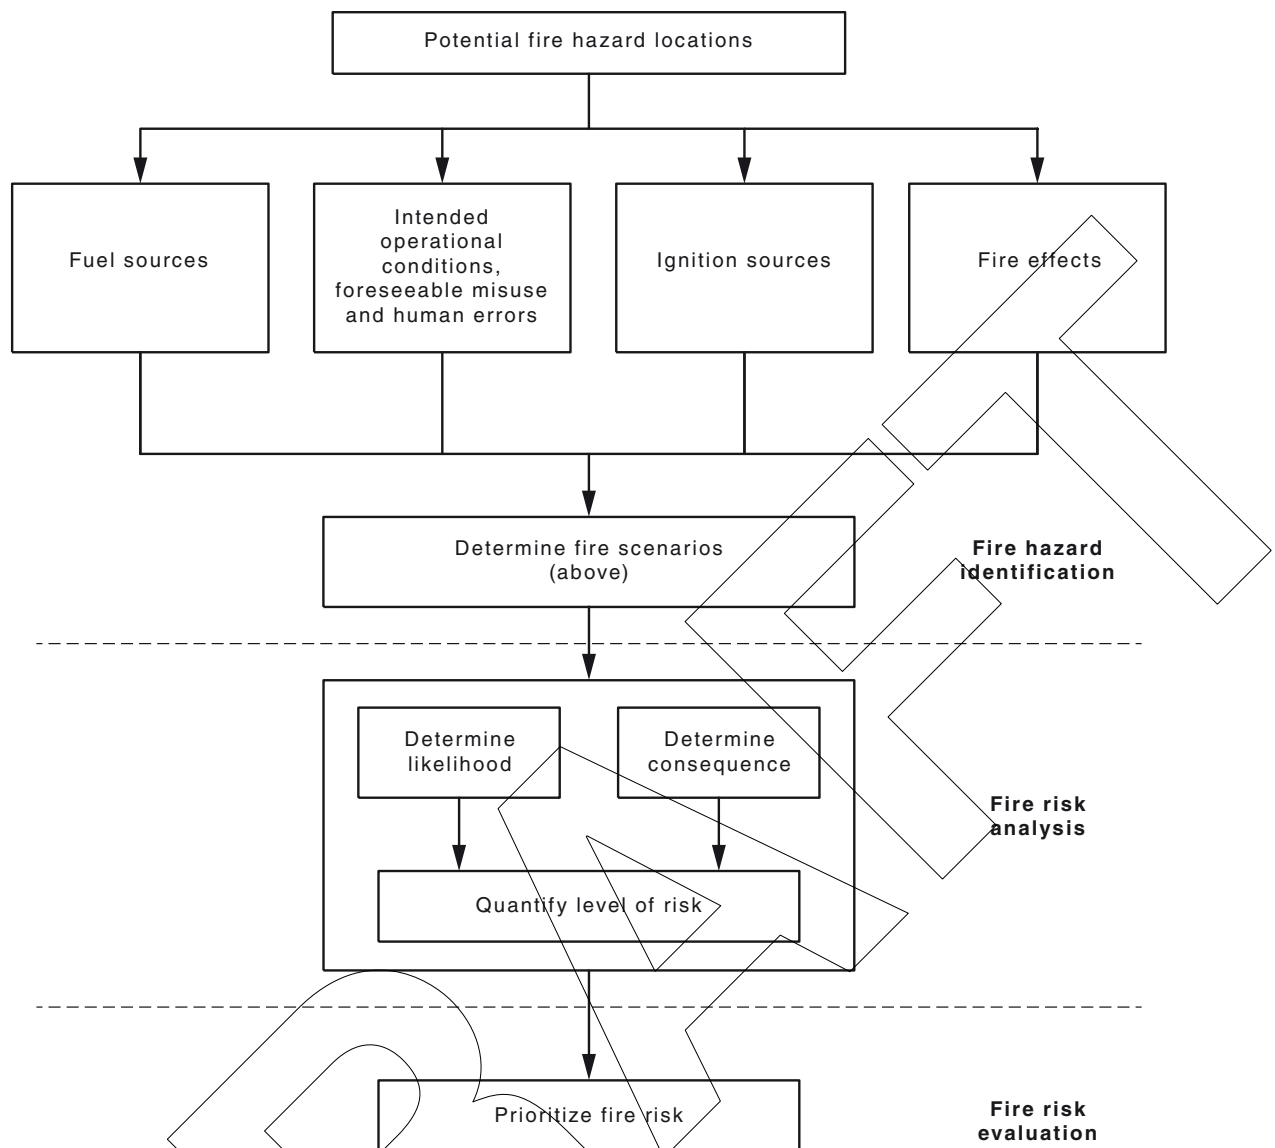 Potential fire hazard locations
Fuel sources
Intended
operational
conditions,
foreseeable misuse
and human errors
Ignition sources
Fire effects
Determine fire scenarios
(above)
Fire hazard
identification
Determine
likelihood
Determine
consequence
Quantify level of risk
Fire risk
analysis
Prioritize fire risk
Fire risk
evaluation